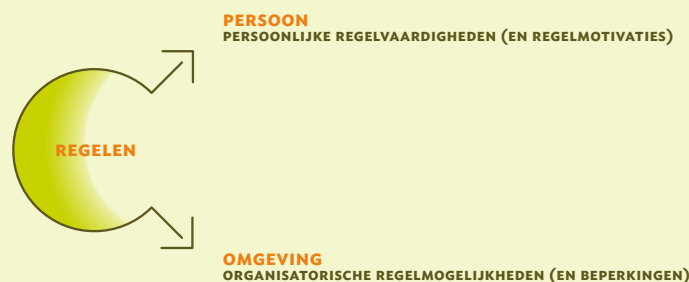 PERSOON
PERSOONLIJKE REGELVAARDIGHEDEN (EN REGELMOTIVATIES)
REGELEN
OMGEVING
ORGANISATORISCHE REGELMOGELIJKHEDEN (EN BEPERKINGEN)